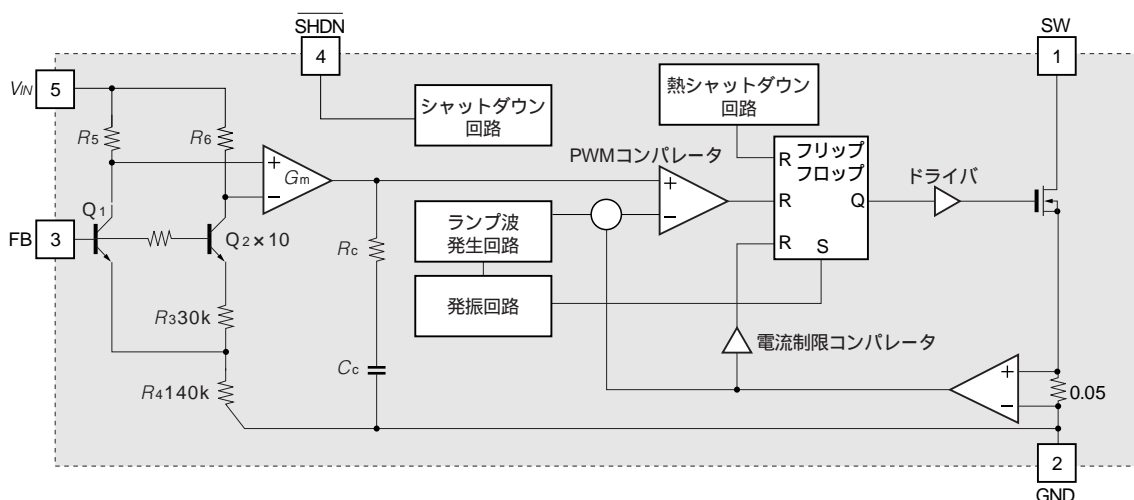 SHDN
4
SW
1
VIN
5
シャットダウン
回路
熱シャットダウン
回路
R5
R6
PWMコンパレータ
+
−
Gm
+
−
R
フリップ
フロップ
R
Q
R
S
ドライバ
FB
3
Q1
Q2×10
Rc
ランプ波
発生回路
発振回路
R330k
電流制限コンパレータ
Cc
R4140k
+
−
0.05
2
GND